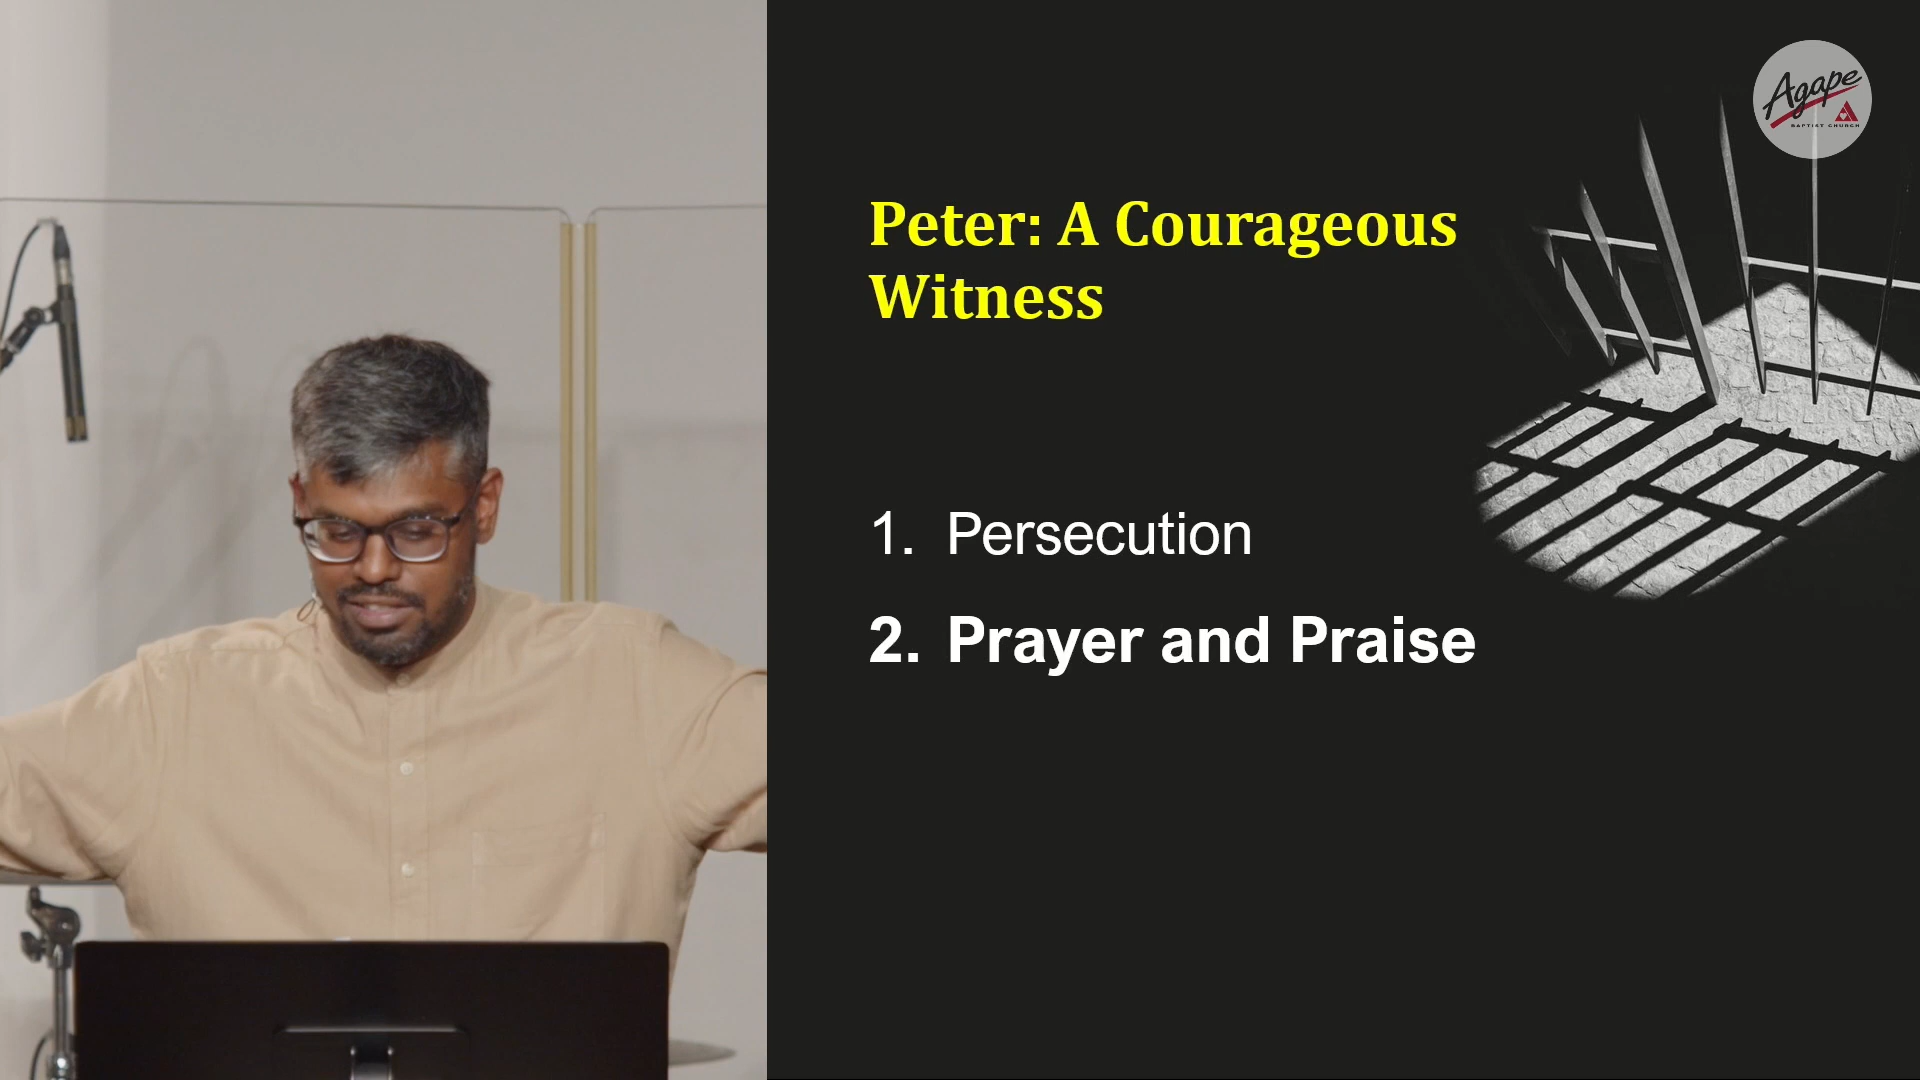 Agape
BAPTIST CHURCH
Peter: A Courageous
Witness
1. Persecution
2. Prayer and Praise